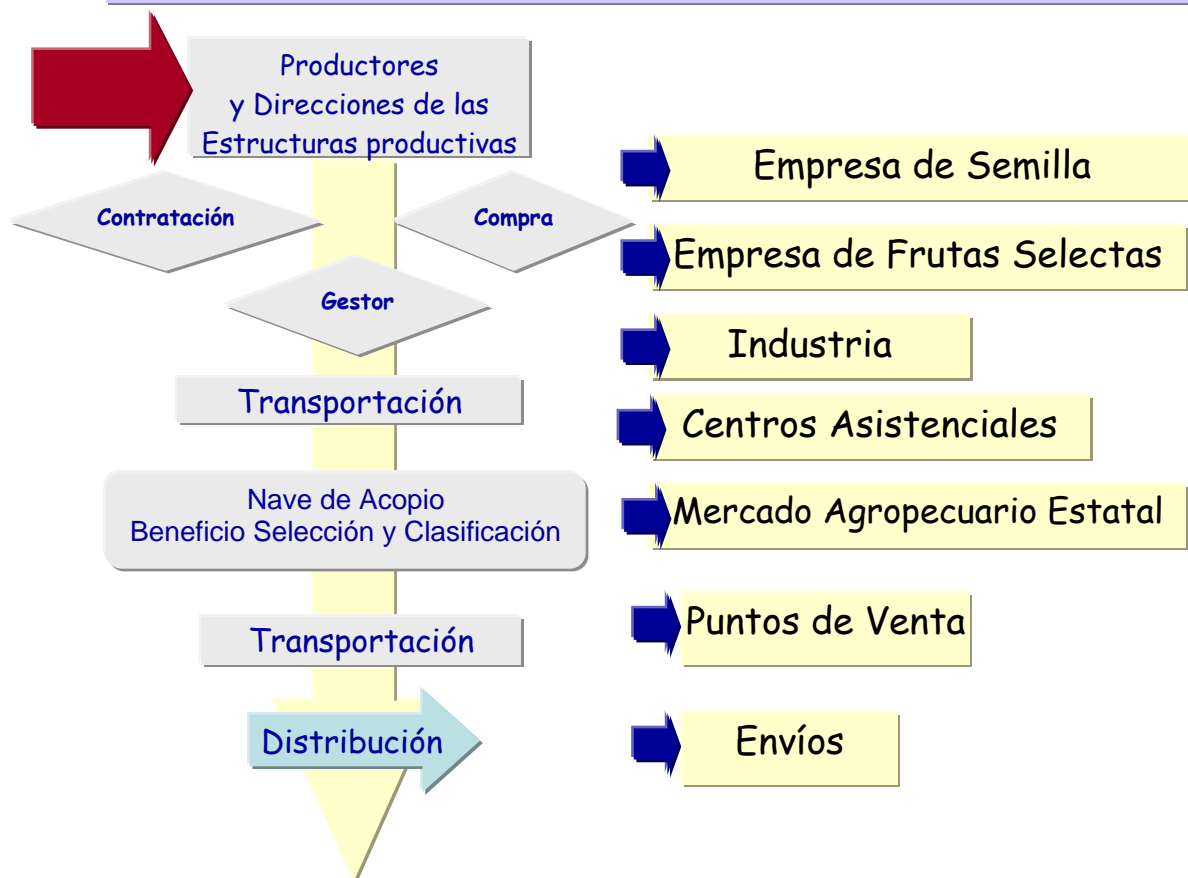 Productores
y Direcciones de las
Estructuras productivas
Contratación
Compra
Gestor
Transportación
Nave de Acopio
Beneficio Selección y Clasificación
Transportación
Distribución
Empresa de Semilla
Empresa de Frutas Selectas
Industria
Centros Asistenciales
Mercado Agropecuario Estatal
Puntos de Venta
Envíos